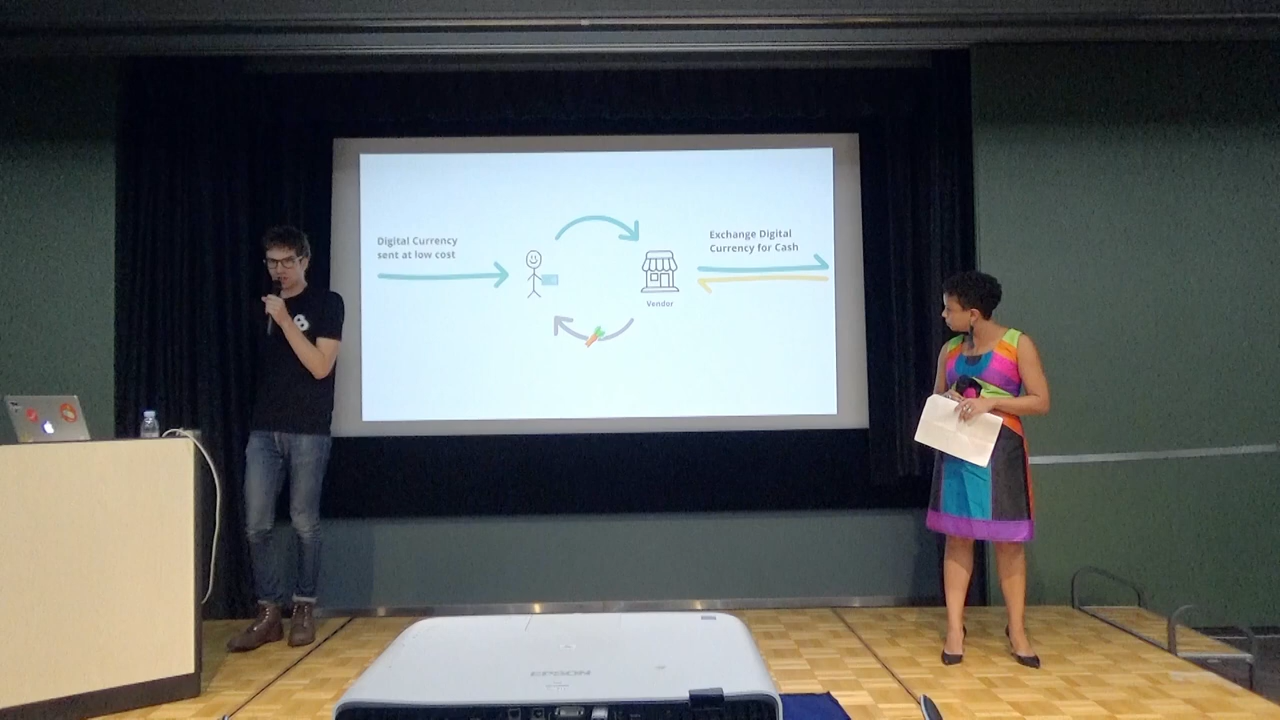 Digital Currency
sent at low cost
Exchange Digital
Currency for Cash
Vendor
EPSON